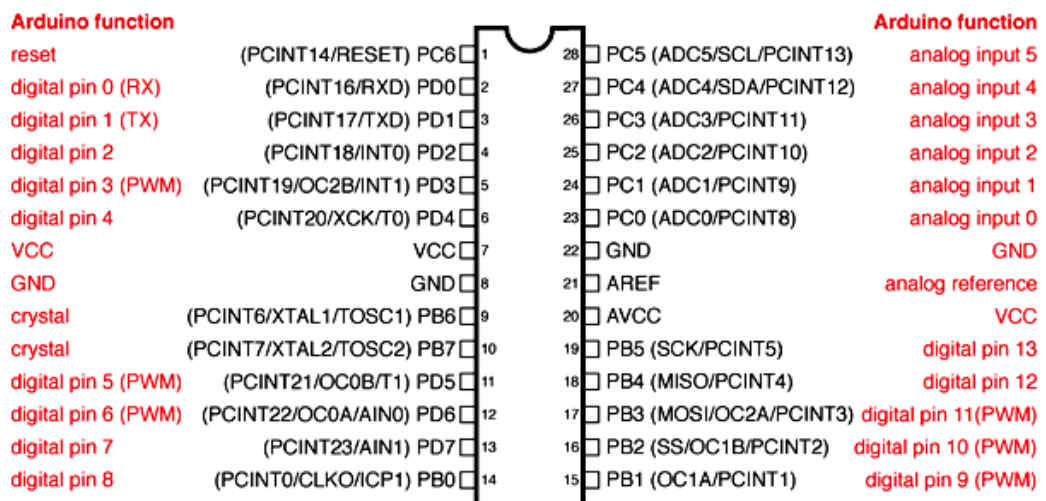 Arduino function Arduino function
reset (PCINT14/RESET) PC6 1 28 PC5 (ADC5/SCL/PCINT13) analog input 5
digital pin 0 (RX) (PCINT16/RXD) PD0 2 27 PC4 (ADC4/SDA/PCINT12) analog input 4
digital pin 1 (TX) (PCINT17/TXD) PD1 3 26 PC3 (ADC3/PCINT11) analog input 3
digital pin 2 (PCINT18/INT0) PD2 4 25 PC2 (ADC2/PCINT10) analog input 2
digital pin 3 (PWM) (PCINT19/OC2B/INT1) PD3 5 24 PC1 (ADC1/PCINT9) analog input 1
digital pin 4 (PCINT20/XCK/T0) PD4 6 23 PC0 (ADC0/PCINT8) analog input 0
VCC VCC 7 22 GND GND
GND GND 8 21 AREF analog reference
crystal (PCINT6/XTAL1/TOSC1) PB6 9 20 AVCC VCC
crystal (PCINT7/XTAL2/TOSC2) PB7 10 19 PB5 (SCK/PCINT5) digital pin 13
digital pin 5 (PWM) (PCINT21/OC0B/T1) PD5 11 18 PB4 (MISO/PCINT4) digital pin 12
digital pin 6 (PWM) (PCINT22/OC0A/AIN0) PD6 12 17 PB3 (MOSI/OC2A/PCINT3) digital pin 11(PWM)
digital pin 7 (PCINT23/AIN1) PD7 13 16 PB2 (SS/OC1B/PCINT2) digital pin 10 (PWM)
digital pin 8 (PCINT0/CLKO/ICP1) PB0 14 15 PB1 (OC1A/PCINT1) digital pin 9 (PWM)